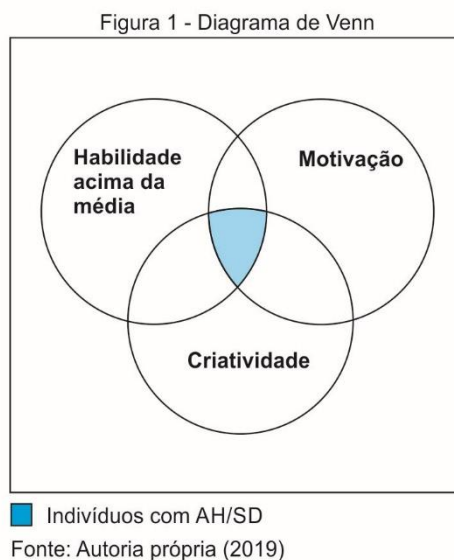 Figura 1 - Diagrama de Venn
Habilidade
acima da
média
Motivação
Criatividade
Indivíduos com AH/SD
Fonte: Autoria própria (2019)